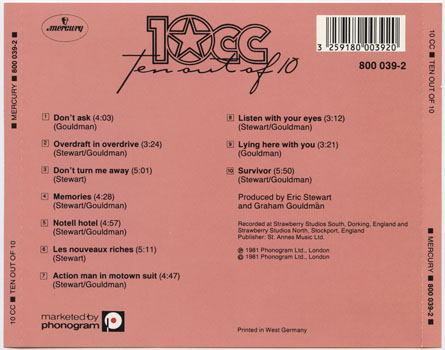 10cc
ten out of 10
mercury
3 259180 003920
800 039-2
1 Don't ask (4:03)
(Gouldman)
2 Overdraft in overdrive (3:24)
(Stewart/Gouldman)
3 Don't turn me away (5:01)
(Stewart/Gouldman)
4 Memories (4:28)
(Stewart/Gouldman)
5 Notell hotel (4:57)
(Stewart/Gouldman)
6 Les nouveaux riches (5:11)
(Stewart)
7 Action man in motown suit (4:47)
(Stewart/Gouldman)
8 Listen with your eyes (3:12)
(Stewart/Gouldman)
9 Lying here with you (3:21)
(Stewart/Gouldman)
10 Survivor (5:50)
(Stewart/Gouldman)
Produced by Eric Stewart
and Graham Gouldman
Recorded at Strawberry Studios South, Dorking, England and
Strawberry Studios North, Stockport, England
Publisher: St. Annes Music Ltd.
℗ 1981 Phonogram Ltd., London
© 1981 Phonogram Ltd., London
marketed by
phonogram
Printed in West Germany
10 CC ■ TEN OUT OF 10 ■ MERCURY ■ 800 039-2
10 CC ■ TEN OUT OF 10 ■ MERCURY ■ 800 039-2